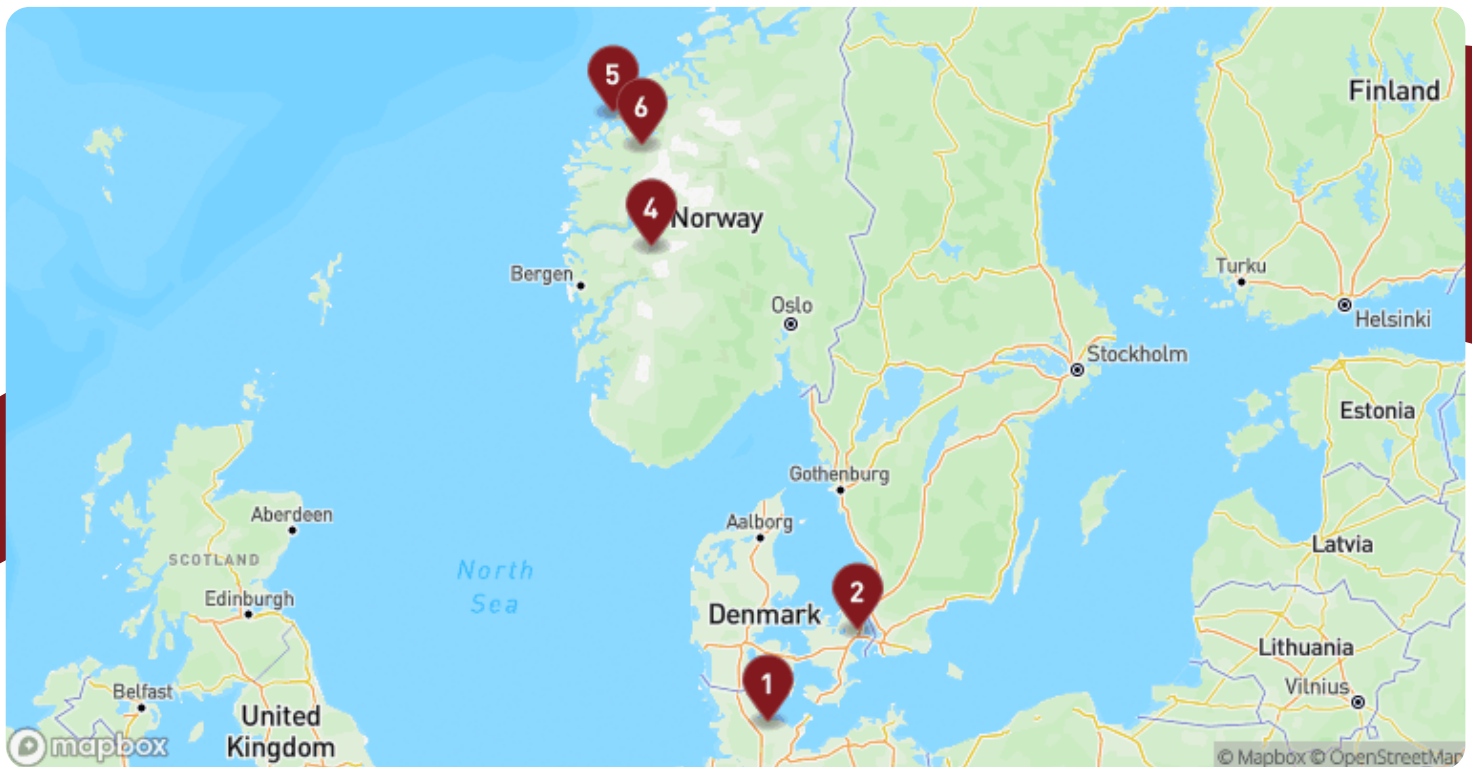 5
6
Finland
4
Norway
Bergen
Turku
Oslo
Helsinki
Stockholm
Estonia
Gothenburg
Aalborg
Aberdeen
Latvia
SCOTLAND
North
Sea
Edinburgh
2
Denmark
Lithuania
1
Vilnius
Belfast
United
Kingdom
mapbox
© Mapbox © OpenStreetMap